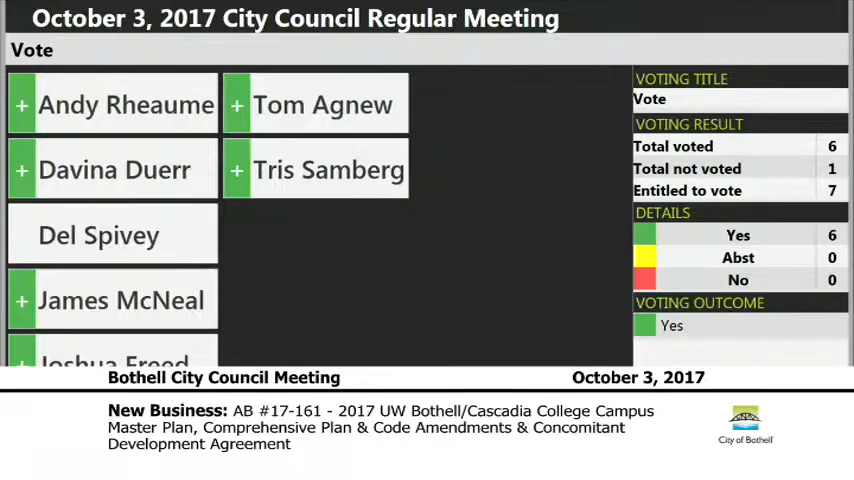 October 3, 2017 City Council Regular Meeting
Vote
+ Andy Rheaume
+ Tom Agnew
+ Davina Duerr
+ Tris Samberg
Del Spivey
+ James McNeal
+ Joshua Freed
VOTING TITLE
Vote
VOTING RESULT
Total voted 6
Total not voted 1
Entitled to vote 7
DETAILS
Yes 6
Abst 0
No 0
VOTING OUTCOME
Yes
Bothell City Council Meeting
October 3, 2017
New Business: AB #17-161 - 2017 UW Bothell/Cascadia College Campus
Master Plan, Comprehensive Plan & Code Amendments & Concomitant
Development Agreement
City of Bothell